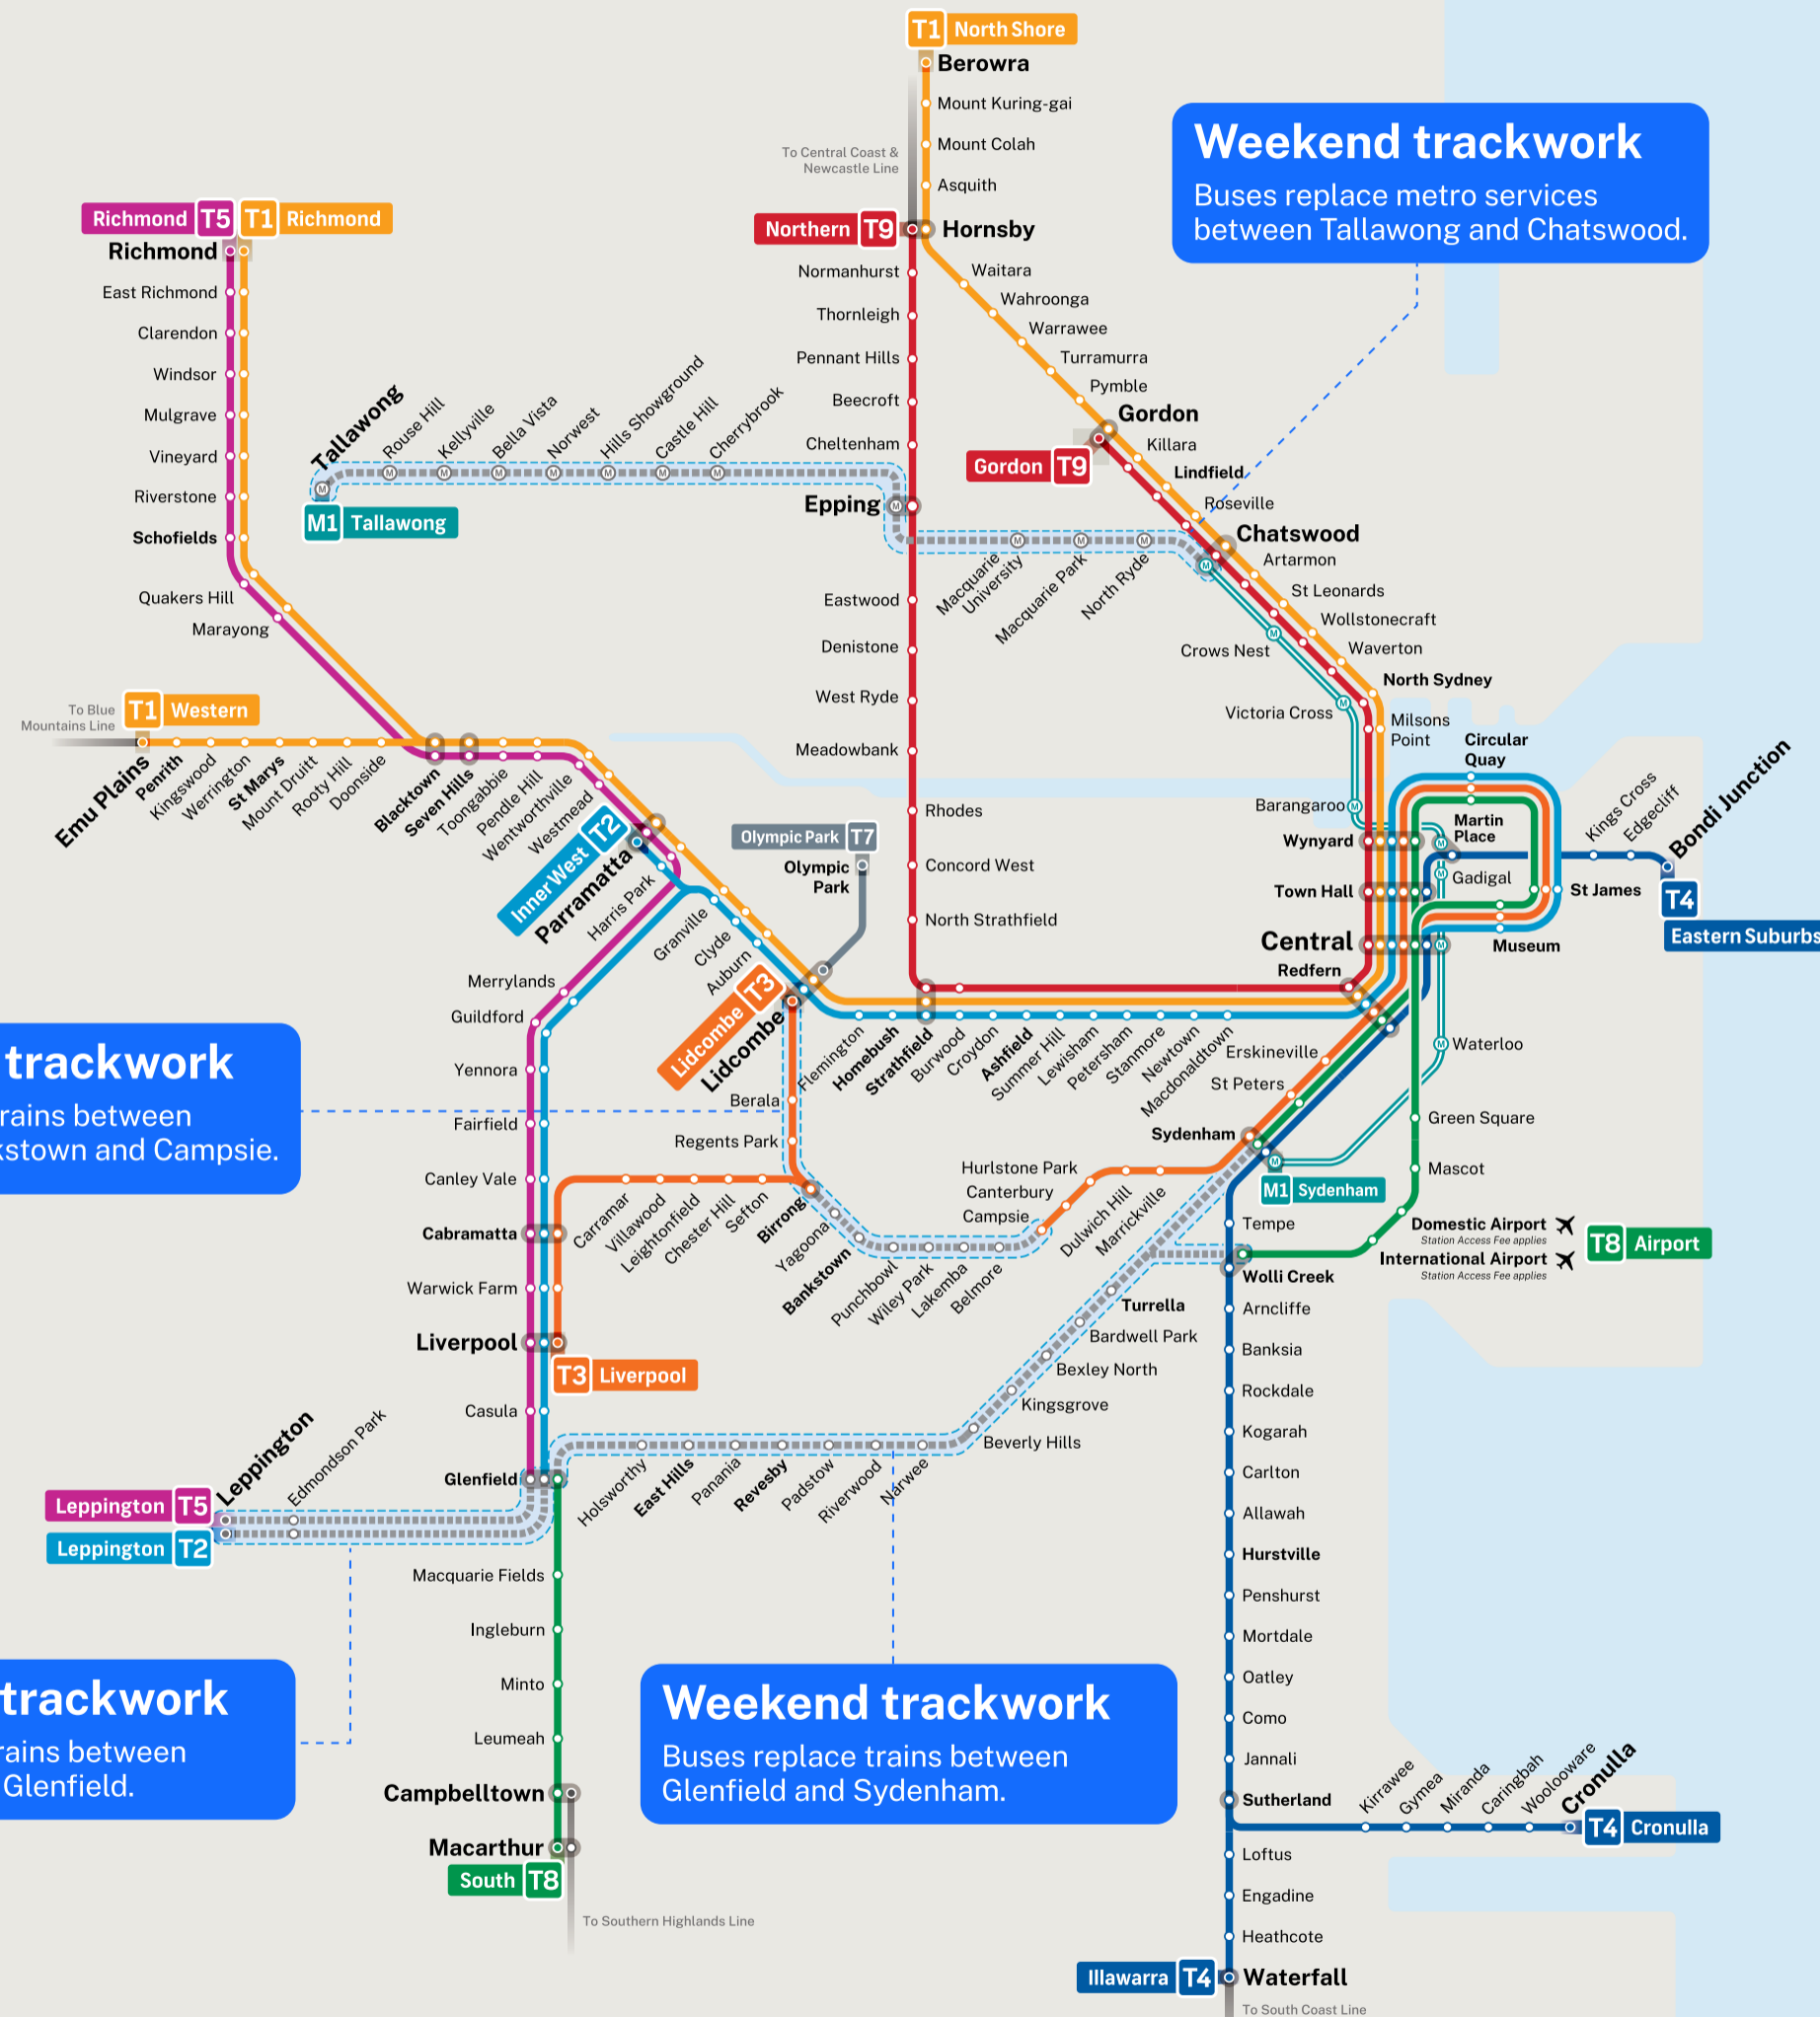 T1 North Shore
Berowra
Mount Kuring-gai
Mount Colah
Asquith
To Central Coast &
Newcastle Line
Weekend trackwork
Buses replace metro services
between Tallawong and Chatswood.
Richmond T5
T1 Richmond
Richmond
East Richmond
Clarendon
Windsor
Mulgrave
Vineyard
Riverstone
Schofields
Quakers Hill
Marayong
Northern T9
Hornsby
Normanhurst
Thornleigh
Pennant Hills
Beecroft
Cheltenham
Epping
Eastwood
Denistone
West Ryde
Meadowbank
Rhodes
Concord West
North Strathfield
Waitara
Wahroonga
Warrawee
Turramurra
Pymble
Gordon
Gordon T9
Killara
Lindfield
Roseville
Chatswood
Artarmon
St Leonards
Wollstonecraft
Waverton
North Sydney
Milsons
Point
Tallawong
M1 Tallawong
Rouse Hill
Kellyville
Bella Vista
Norwest
Hills Showground
Castle Hill
Cherrybrook
Macquarie
University
Macquarie Park
North Ryde
Crows Nest
Victoria Cross
Barangaroo
To Blue
Mountains Line
T1 Western
Emu Plains
Penrith
Kingswood
Werrington
St Marys
Mount Druitt
Rooty Hill
Doonside
Blacktown
Seven Hills
Toongabbie
Pendle Hill
Wentworthville
Westmead
Inner West T2
Parramatta
Harris Park
Granville
Clyde
Auburn
Olympic Park T7
Olympic
Park
Lidcombe T3
Lidcombe
Circular
Quay
Wynyard
Martin
Place
Town Hall
Gadigal
St James
Central
Museum
Redfern
Kings Cross
Edgecliff
Bondi Junction
T4
Eastern Suburbs
Flemington
Homebush
Strathfield
Burwood
Croydon
Ashfield
Summer Hill
Lewisham
Petersham
Stanmore
Newtown
Macdonaldtown
Erskineville
St Peters
Sydenham
Waterloo
M1 Sydenham
Green Square
Mascot
Domestic Airport
Station Access Fee applies
International Airport
Station Access Fee applies
T8 Airport
Merrylands
Guildford
Yennora
Fairfield
Canley Vale
Cabramatta
Warwick Farm
Liverpool
T3 Liverpool
Casula
Glenfield
trackwork
rains between
kstown and Campsie.
Berala
Regents Park
Carramar
Villawood
Leightonfield
Chester Hill
Sefton
Birrong
Yagoona
Bankstown
Punchbowl
Wiley Park
Lakemba
Belmore
Campsie
Canterbury
Hurlstone Park
Dulwich Hill
Marrickville
Tempe
Wolli Creek
Arncliffe
Banksia
Rockdale
Kogarah
Carlton
Allawah
Hurstville
Penshurst
Mortdale
Oatley
Como
Jannali
Sutherland
Loftus
Engadine
Heathcote
Waterfall
Illawarra T4
To South Coast Line
Kirrawee
Gymea
Miranda
Caringbah
Woolooware
Cronulla
T4 Cronulla
Turrella
Bardwell Park
Bexley North
Kingsgrove
Beverly Hills
Narwee
Riverwood
Padstow
Revesby
Panania
East Hills
Holsworthy
Leppington
Edmondson Park
Leppington T5
Leppington T2
trackwork
rains between
Glenfield.
Weekend trackwork
Buses replace trains between
Glenfield and Sydenham.
Macquarie Fields
Ingleburn
Minto
Leumeah
Campbelltown
Macarthur
South T8
To Southern Highlands Line